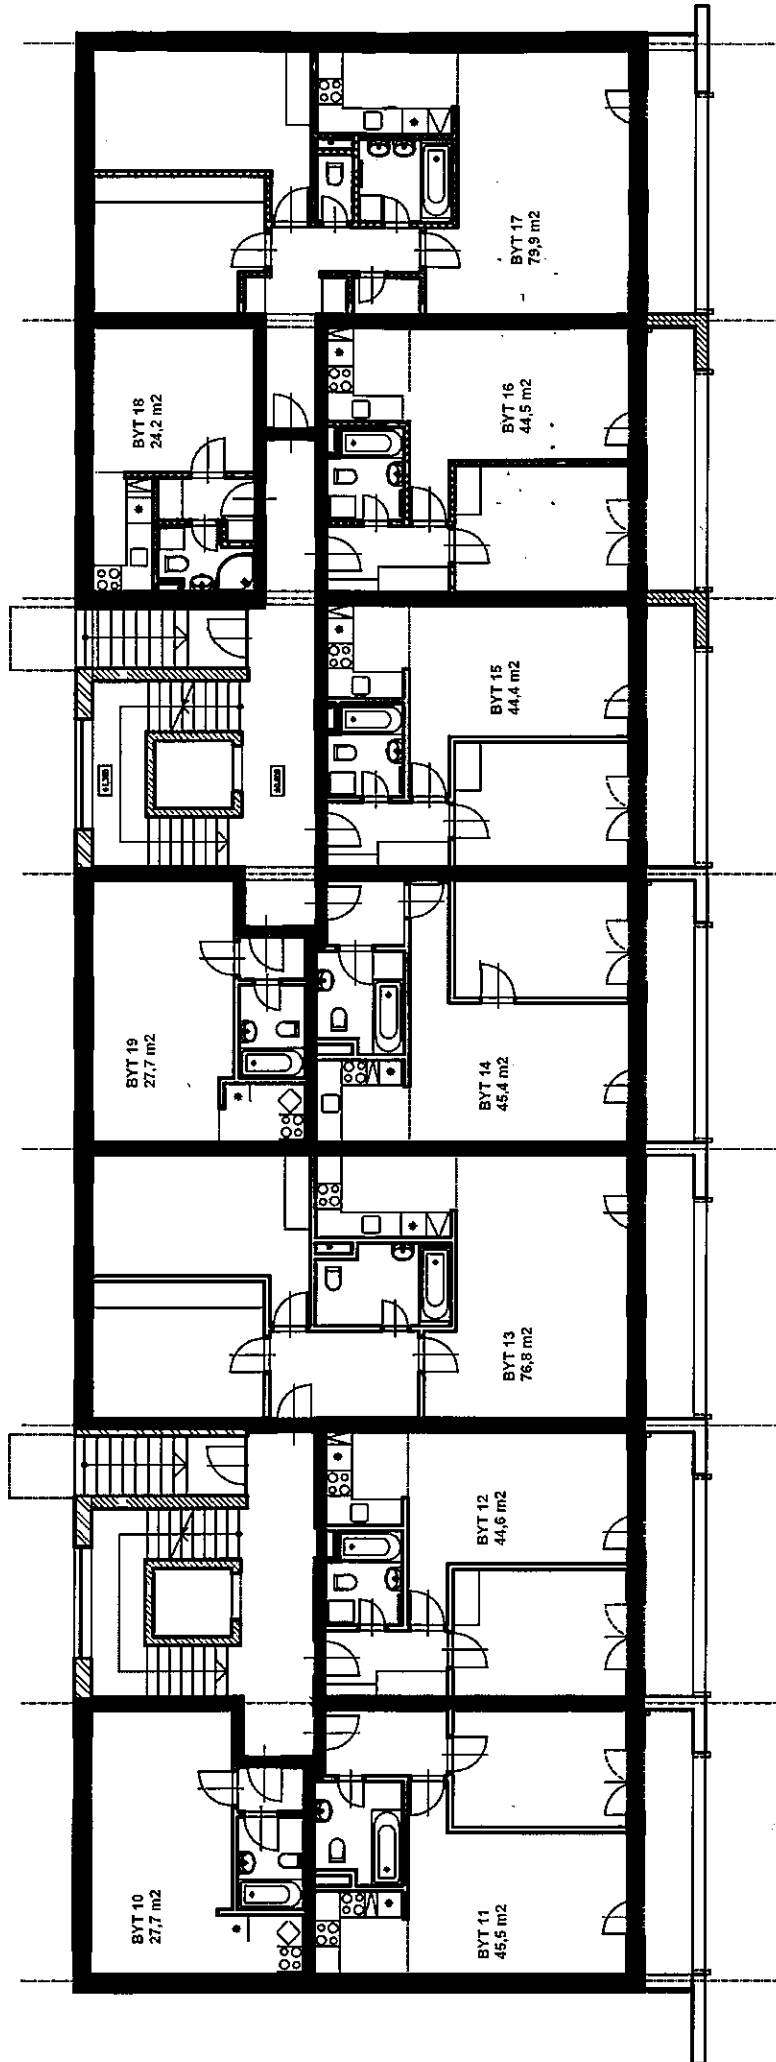 BYT 17
79,9 m2
BYT 18
24,2 m2
BYT 16
44,5 m2
BYT 15
44,4 m2
BYT 19
27,7 m2
BYT 14
45,4 m2
BYT 13
76,8 m2
BYT 12
44,6 m2
BYT 10
27,7 m2
BYT 11
45,5 m2